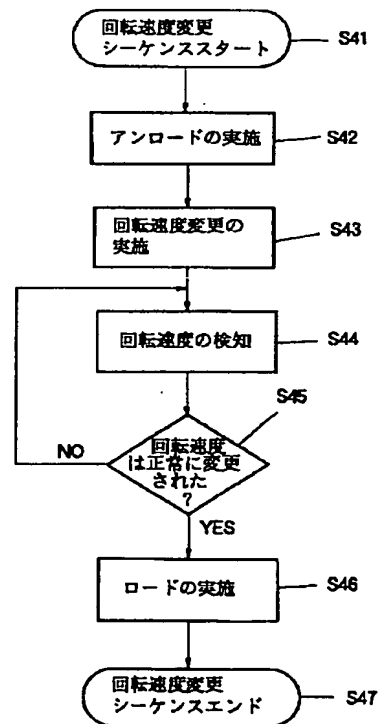 回転速度変更
シーケンススタート
S41
アンロードの実施
S42
回転速度変更の
実施
S43
回転速度の検知
S44
S45
回転速度
は正常に変更
された
?
NO
YES
ロードの実施
S46
回転速度変更
シーケンスエンド
S47